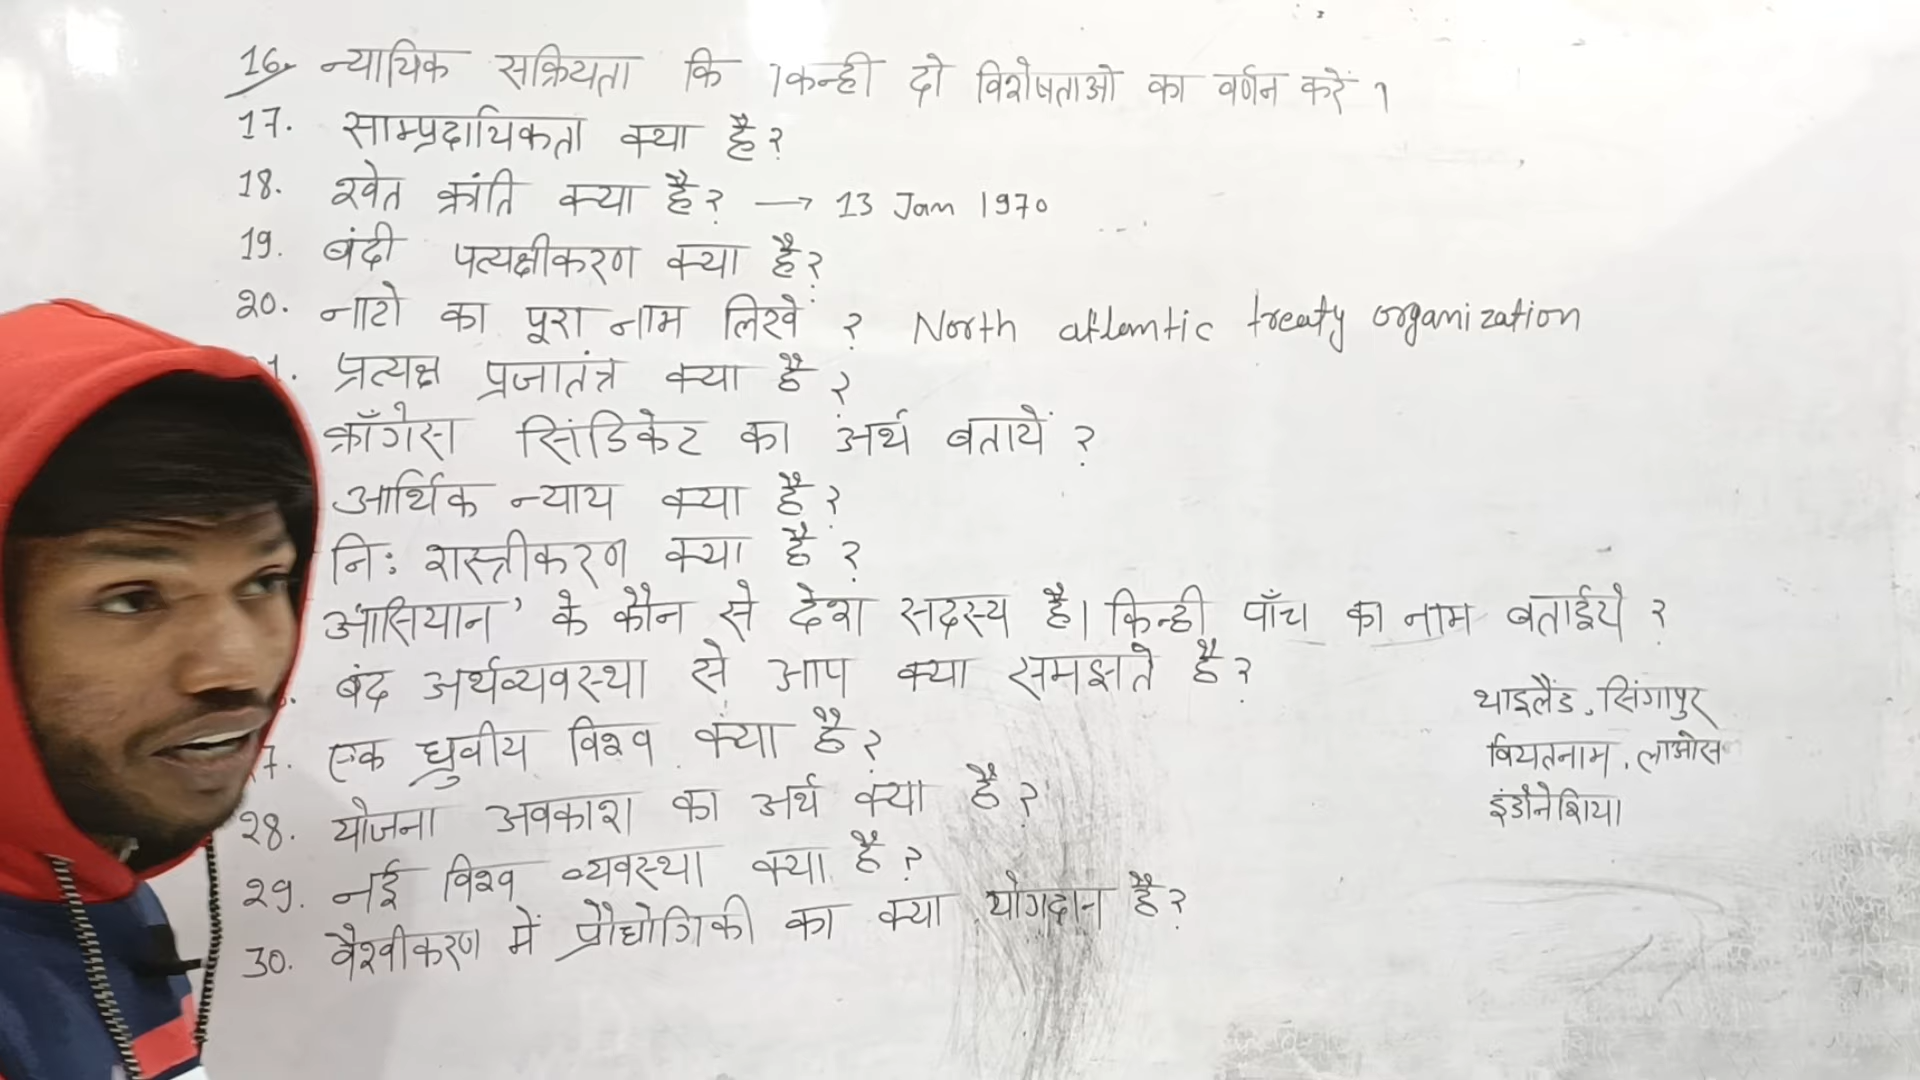 16. न्यायिक सक्रियता कि किन्ही दो विशेषताओ का वर्णन करें ।
17. साम्प्रदायिकता क्या है?
18. श्वेत क्रांति क्या है? → 13 Jan 1970
19. बंदी पत्यक्षीकरण क्या है?
20. नाटो का पूरा नाम लिखें ? North atlantic treaty organization
1. प्रत्यक्ष प्रजातंत्र क्या है ?
काँग्रेस सिंडिकेट का अर्थ बतायें ?
आर्थिक न्याय क्या है ?
नि: शस्त्रीकरण क्या है ?
'आसियान' के कौन से देश सदस्य है। किन्ही पाँच का नाम बताईये ?
बंद अर्थव्यवस्था से आप क्या समझते है ?
थाइलैंड, सिंगापुर
वियतनाम, लाओस
इंडोनेशिया
7. एक ध्रुवीय विश्व क्या है ?
28. योजना अवकाश का अर्थ क्या है ?
29. नई विश्व व्यवस्था क्या है ?
30. वैश्वीकरण में प्रौद्योगिकी का क्या योगदान है ?